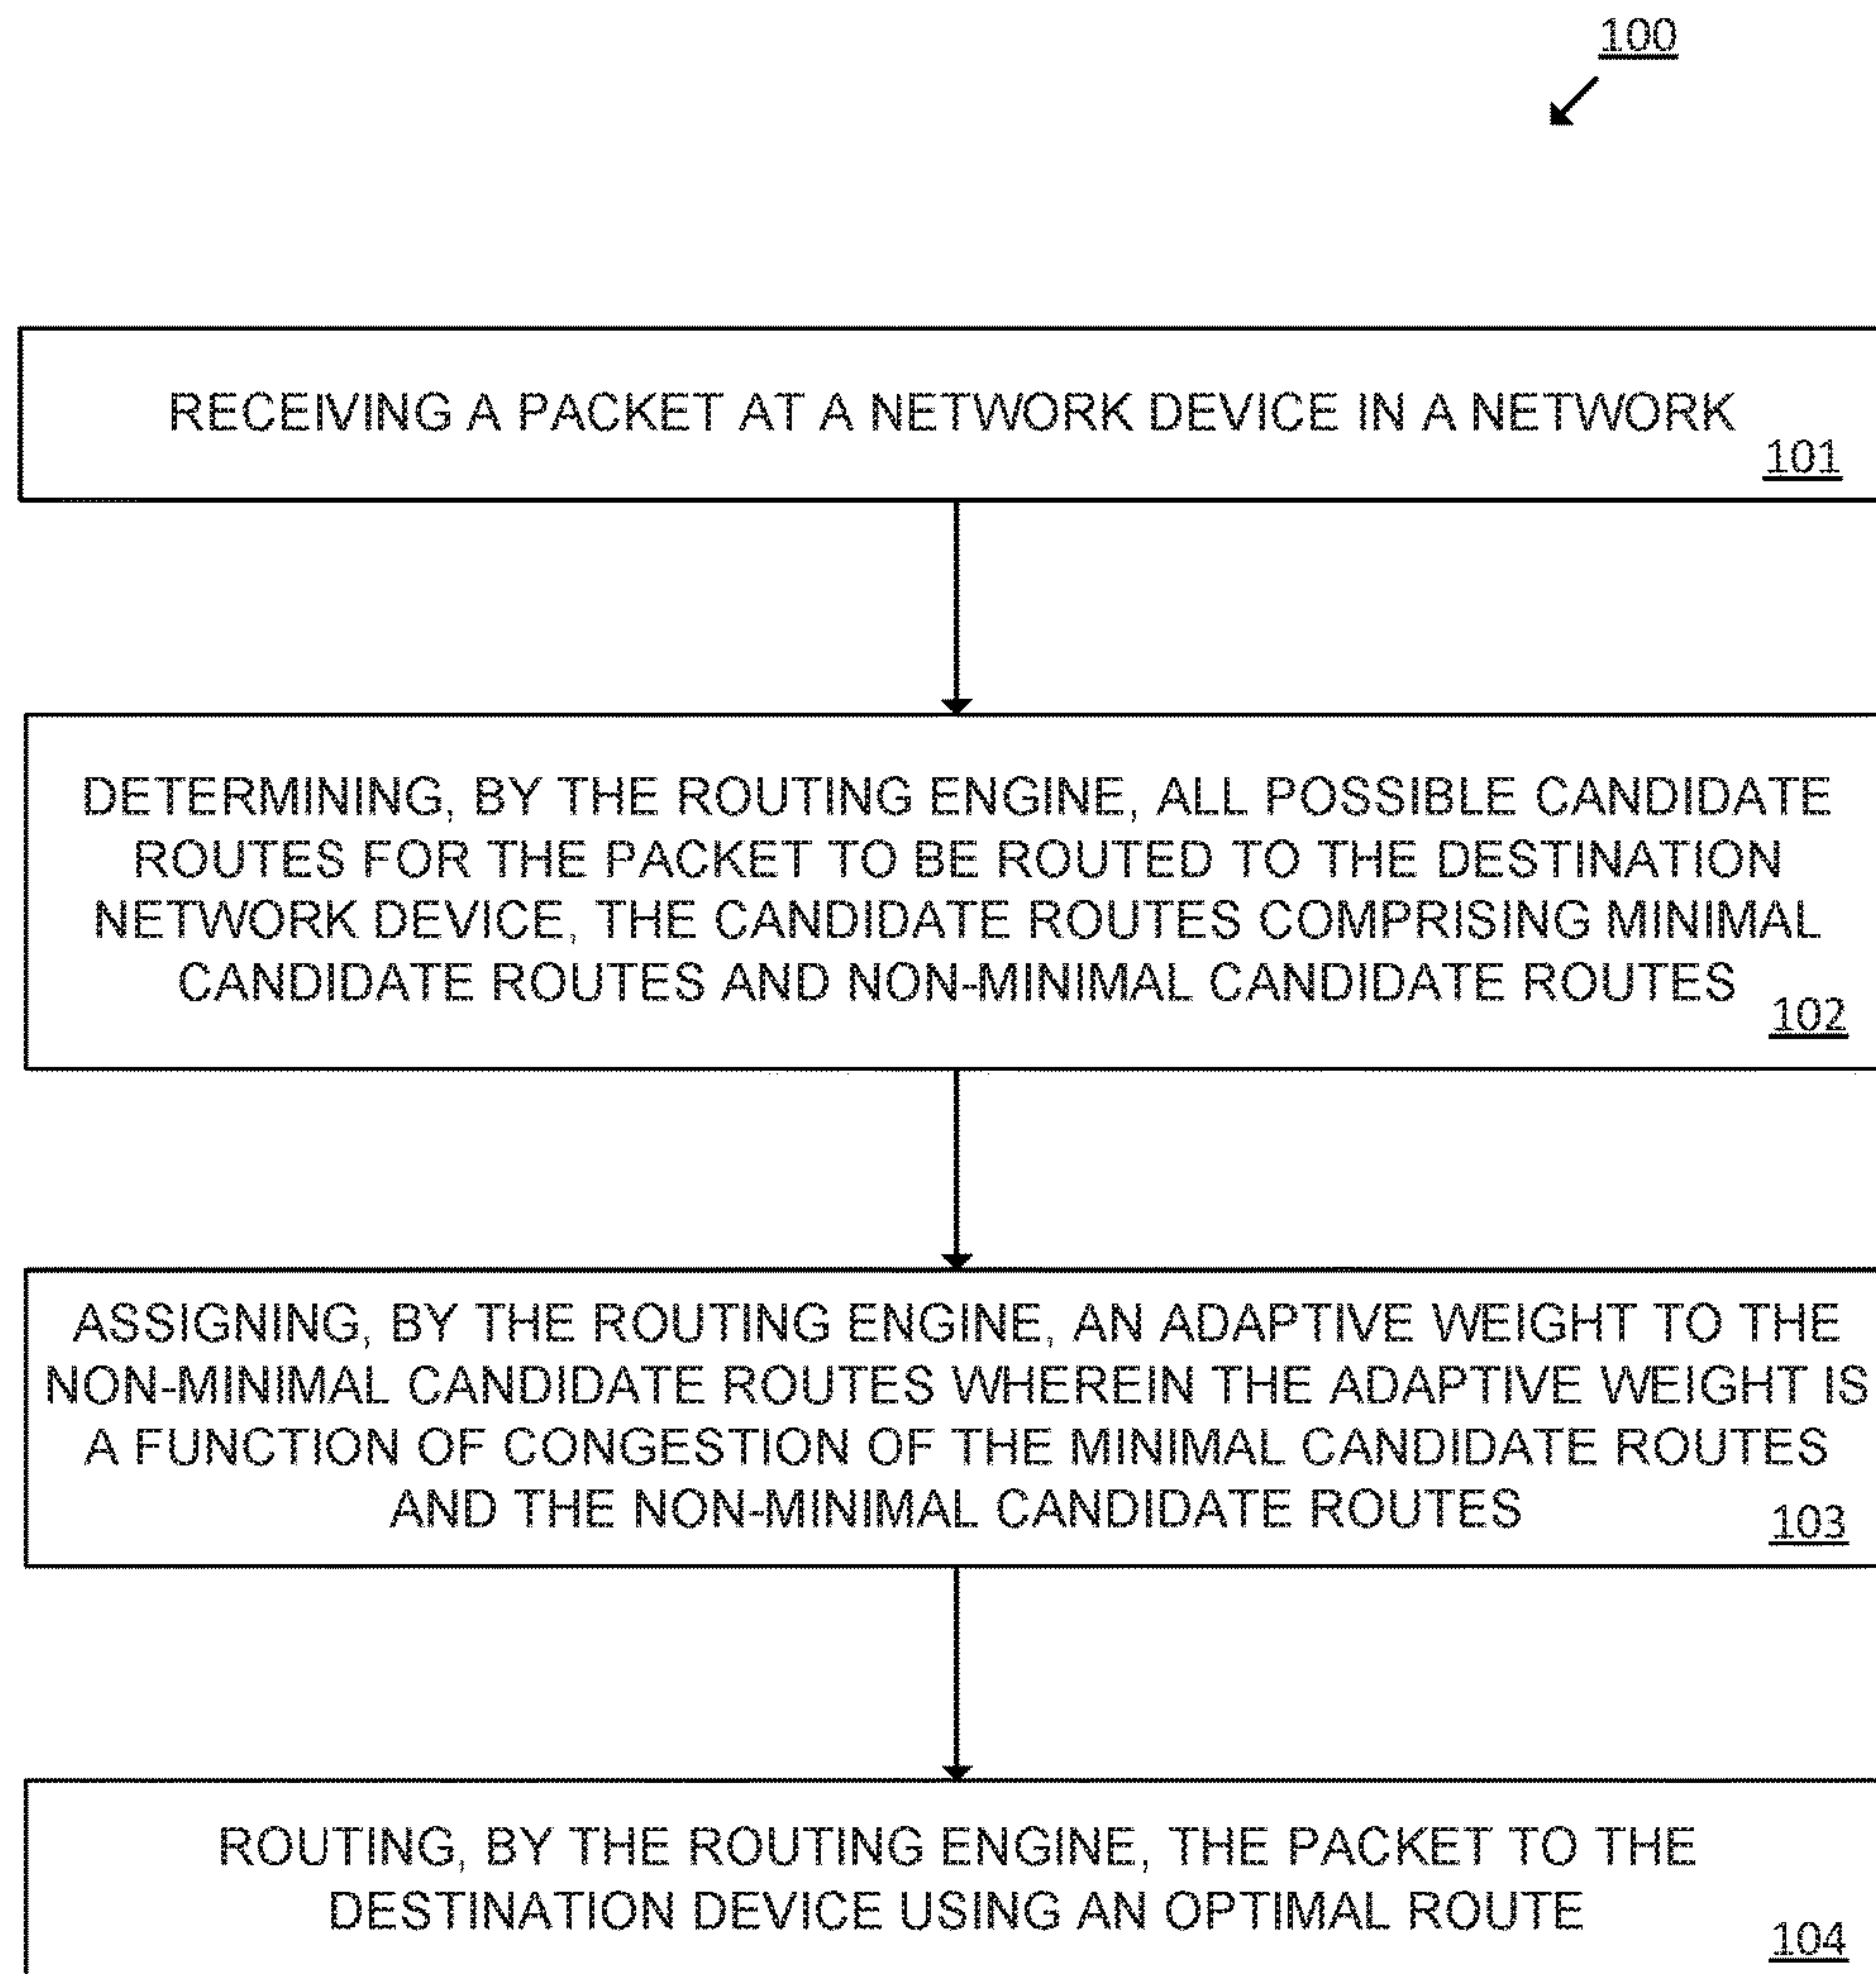 100
RECEIVING A PACKET AT A NETWORK DEVICE IN A NETWORK
101
DETERMINING, BY THE ROUTING ENGINE, ALL POSSIBLE CANDIDATE
ROUTES FOR THE PACKET TO BE ROUTED TO THE DESTINATION
NETWORK DEVICE, THE CANDIDATE ROUTES COMPRISING MINIMAL
CANDIDATE ROUTES AND NON-MINIMAL CANDIDATE ROUTES
102
ASSIGNING, BY THE ROUTING ENGINE, AN ADAPTIVE WEIGHT TO THE
NON-MINIMAL CANDIDATE ROUTES WHEREIN THE ADAPTIVE WEIGHT IS
A FUNCTION OF CONGESTION OF THE MINIMAL CANDIDATE ROUTES
AND THE NON-MINIMAL CANDIDATE ROUTES
103
ROUTING, BY THE ROUTING ENGINE, THE PACKET TO THE
DESTINATION DEVICE USING AN OPTIMAL ROUTE
104